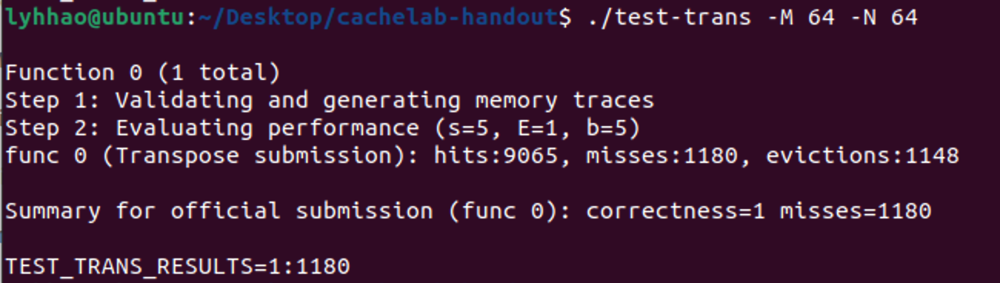 lyhhao@ubuntu:~/Desktop/cachelab-handout$ ./test-trans -M 64 -N 64
Function 0 (1 total)
Step 1: Validating and generating memory traces
Step 2: Evaluating performance (s=5, E=1, b=5)
func 0 (Transpose submission): hits:9065, misses:1180, evictions:1148
Summary for official submission (func 0): correctness=1 misses=1180
TEST_TRANS_RESULTS=1:1180